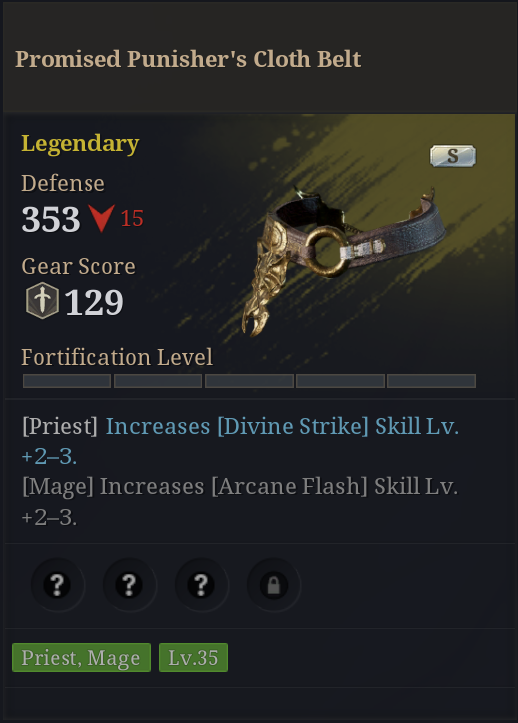 Promised Punisher's Cloth Belt
Legendary
S
Defense
353 15
Gear Score
129
Fortification Level
[Priest] Increases [Divine Strike] Skill Lv.
+2–3.
[Mage] Increases [Arcane Flash] Skill Lv.
+2–3.
? ? ?
Priest, Mage Lv.35